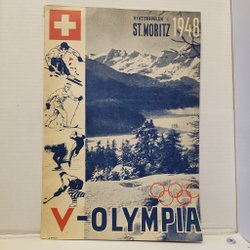 VINTERSPELEN I
ST. MORITZ 1948
V-OLYMPIA